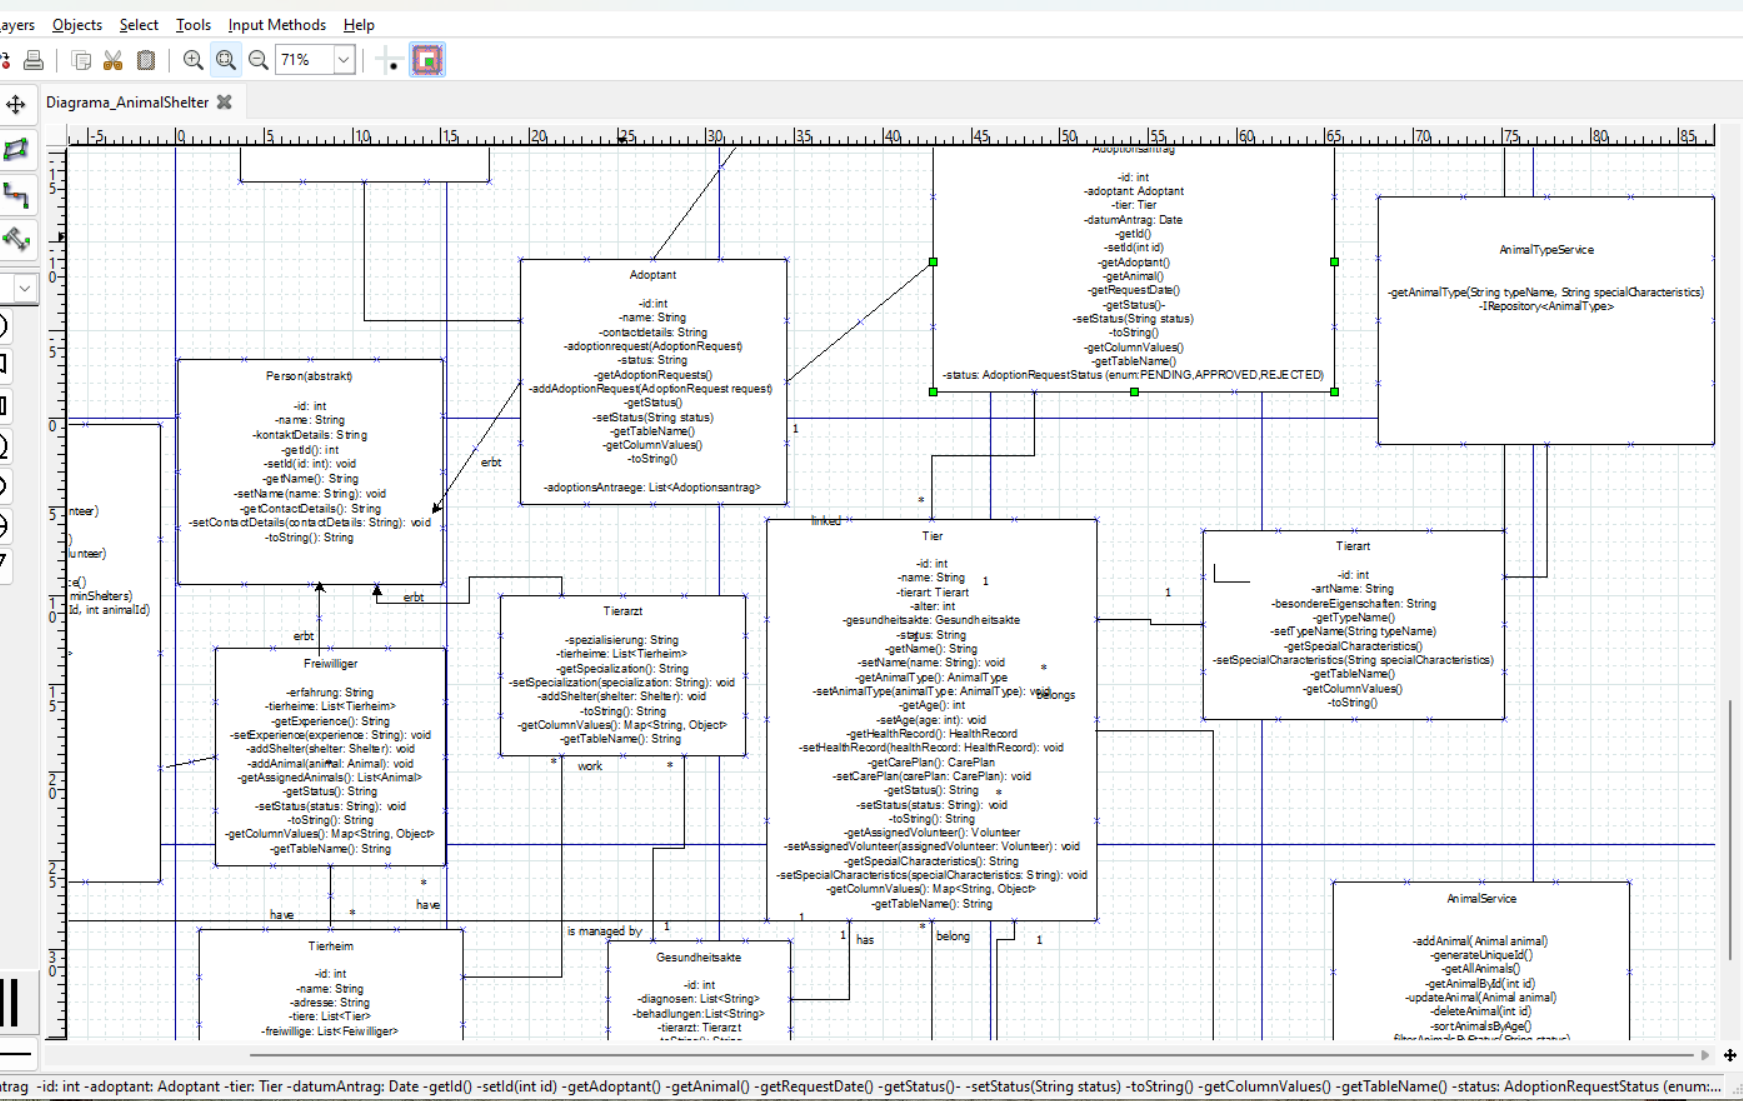 ayers Objects Select Tools Input Methods Help
71%
Diagrama_AnimalShelter
-5 0 5 10 15 20 25 30 35 40 45 50 55 60 65 70 75 80 85
Adoptionsantrag
-id: int
-adoptant: Adoptant
-tier: Tier
-datumAntrag: Date
-getId()
-setId(int id)
-getAdoptant()
-getAnimal()
-getRequestDate()
-getStatus()-
-setStatus(String status)
-toString()
-getColumnValues()
-getTableName()
-status: AdoptionRequestStatus (enum:PENDING,APPROVED,REJECTED)
AnimalTypeService
-getAnimalType(String typeName, String specialCharacteristics)
-IRepository<AnimalType>
Adoptant
-id:int
-name: String
-contactdetails: String
-adoptionrequest(AdoptionRequest)
-status: String
-getAdoptionRequests()
-addAdoptionRequest(AdoptionRequest request)
-getStatus()
-setStatus(String status)
-getTableName()
-getColumnValues()
-toString()
-adoptionsAntraege: List<Adoptionsantrag>
1
erbt
Person(abstrakt)
-id: int
-name: String
-kontaktDetails: String
-getId(): int
-setId(id: int): void
-getName(): String
-setName(name: String): void
-getContactDetails(): String
-setContactDetails(contactDetails: String): void
-toString(): String
nteer)
)
lunteer)
:e()
minShelters)
Id, int animalId)
>
erbt
erbt
*
linked
Tier
-id: int
-name: String
1
-tierart: Tierart
-alter: int
-gesundheitsakte: Gesundheitsakte
-status: String
-getName(): String
-setName(name: String): void
*
-getAnimalType(): AnimalType
-setAnimalType(animalType: AnimalType): void
belongs
-getAge(): int
-setAge(age: int): void
-getHealthRecord(): HealthRecord
-setHealthRecord(healthRecord: HealthRecord): void
-getCarePlan(): CarePlan
-setCarePlan(carePlan: CarePlan): void
-getStatus(): String
*
-setStatus(status: String): void
-toString(): String
-getAssignedVolunteer(): Volunteer
-setAssignedVolunteer(assignedVolunteer: Volunteer): void
-getSpecialCharacteristics(): String
-setSpecialCharacteristics(specialCharacteristics: String): void
-getColumnValues(): Map<String, Object>
-getTableName(): String
1
Tierart
-id: int
-artName: String
-besondereEigenschaften: String
-getTypeName()
-setTypeName(String typeName)
-getSpecialCharacteristics()
-setSpecialCharacteristics(String specialCharacteristics)
-getTableName()
-getColumnValues()
-toString()
Tierarzt
-spezialisierung: String
-tierheime: List<Tierheim>
-getSpecialization(): String
-setSpecialization(specialization: String): void
-addShelter(shelter: Shelter): void
-toString(): String
-getColumnValues(): Map<String, Object>
-getTableName(): String
* work *
Freiwilliger
-erfahrung: String
-tierheime: List<Tierheim>
-getExperience(): String
-setExperience(experience: String): void
-addShelter(shelter: Shelter): void
-addAnimal(animal: Animal): void
-getAssignedAnimals(): List<Animal>
-getStatus(): String
-setStatus(status: String): void
-toString(): String
-getColumnValues(): Map<String, Object>
-getTableName(): String
*
have
have *
is managed by 1
1
1 has
* belong
1
Tierheim
-id: int
-name: String
-adresse: String
-tiere: List<Tier>
-freiwillige: List<Feiwilliger>
Gesundheitsakte
-id: int
-diagnosen: List<String>
-behadlungen:List<String>
-tierarzt: Tierarzt
-toString(): String
AnimalService
-addAnimal( Animal animal)
-generateUniqueId()
-getAllAnimals()
-getAnimalById(int id)
-updateAnimal(Animal animal)
-deleteAnimal(int id)
-sortAnimalsByAge()
-filterAnimalsByStatus(String status)
ntrag -id: int -adoptant: Adoptant -tier: Tier -datumAntrag: Date -getId() -setId(int id) -getAdoptant() -getAnimal() -getRequestDate() -getStatus()- -setStatus(String status) -toString() -getColumnValues() -getTableName() -status: AdoptionRequestStatus (enum:...